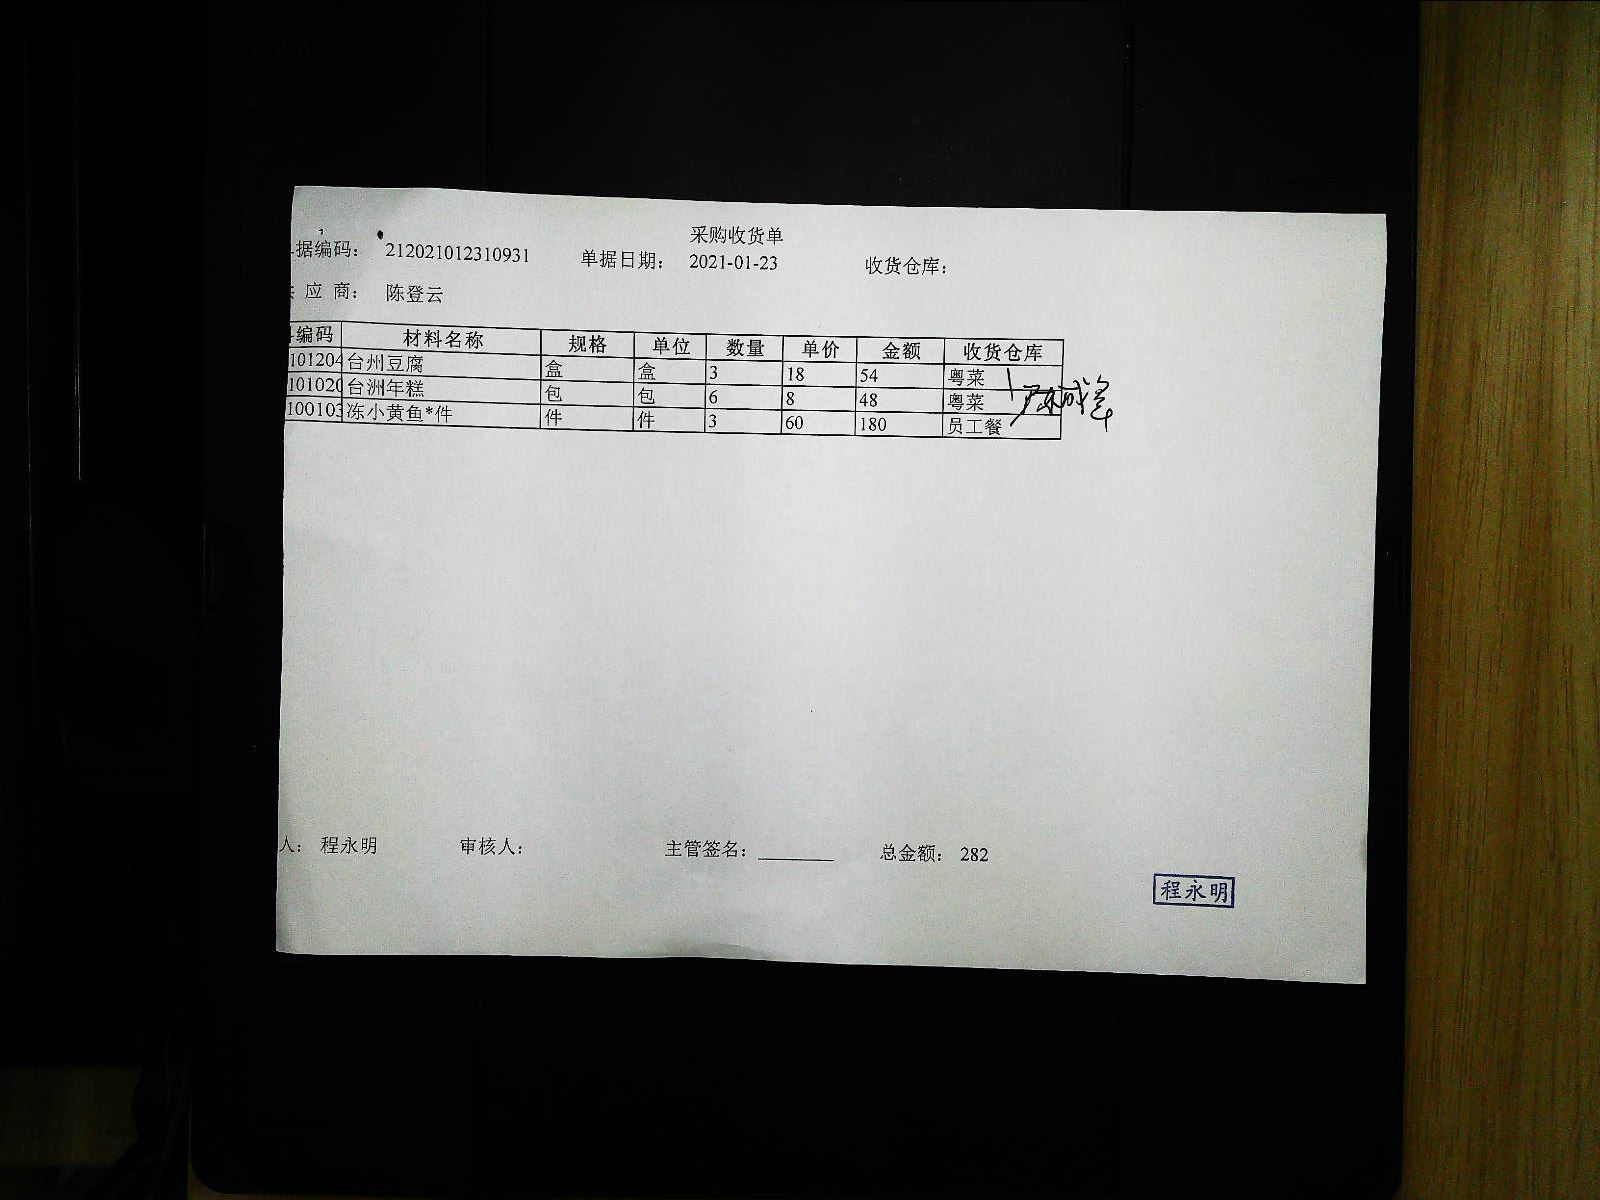 采购收货单
据编码: 212021012310931 单据日期: 2021-01-23 收货仓库:
应 商: 陈登云
编码 材料名称 规格 单位 数量 单价 金额 收货仓库
101204 台州豆腐 盒 盒 3 18 54 粤菜
101020 台洲年糕 包 包 6 8 48 粤菜
100103 冻小黄鱼*件 件 件 3 60 180 员工餐
人: 程永明 审核人: 主管签名: 总金额: 282
程永明